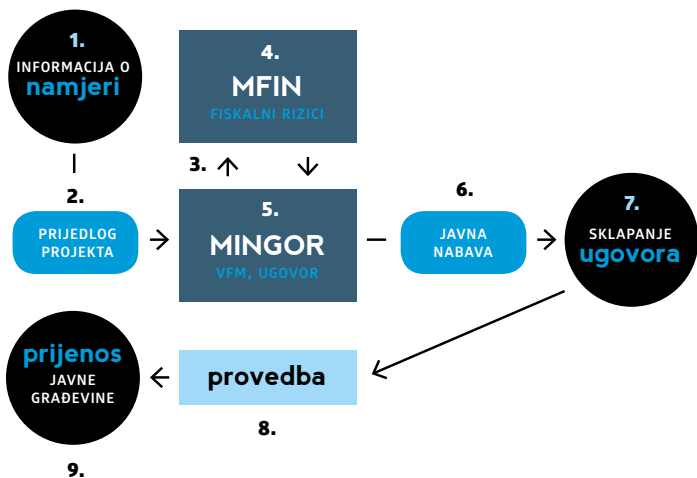 1.
INFORMACIJA O
namjeri
2.
PRIJEDLOG
PROJEKTA
3.
4.
MFIN
FISKALNI RIZICI
5.
MINGOR
VFM, UGOVOR
6.
JAVNA
NABAVA
7.
SKLAPANJE
ugovora
provedba
8.
prijenos
JAVNE
GRAĐEVINE
9.